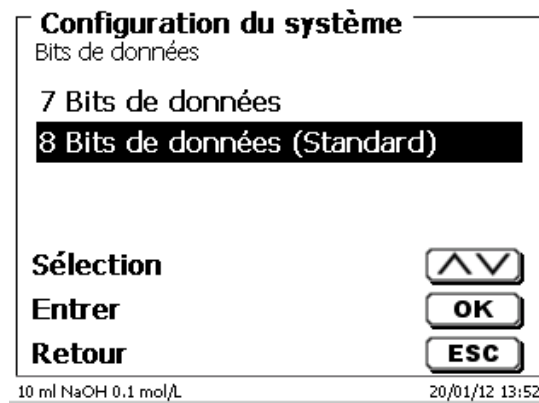 Configuration du système
Bits de données
7 Bits de données
8 Bits de données (Standard)
Sélection
Entrer OK
Retour ESC
10 ml NaOH 0.1 mol/L 20/01/12 13:52